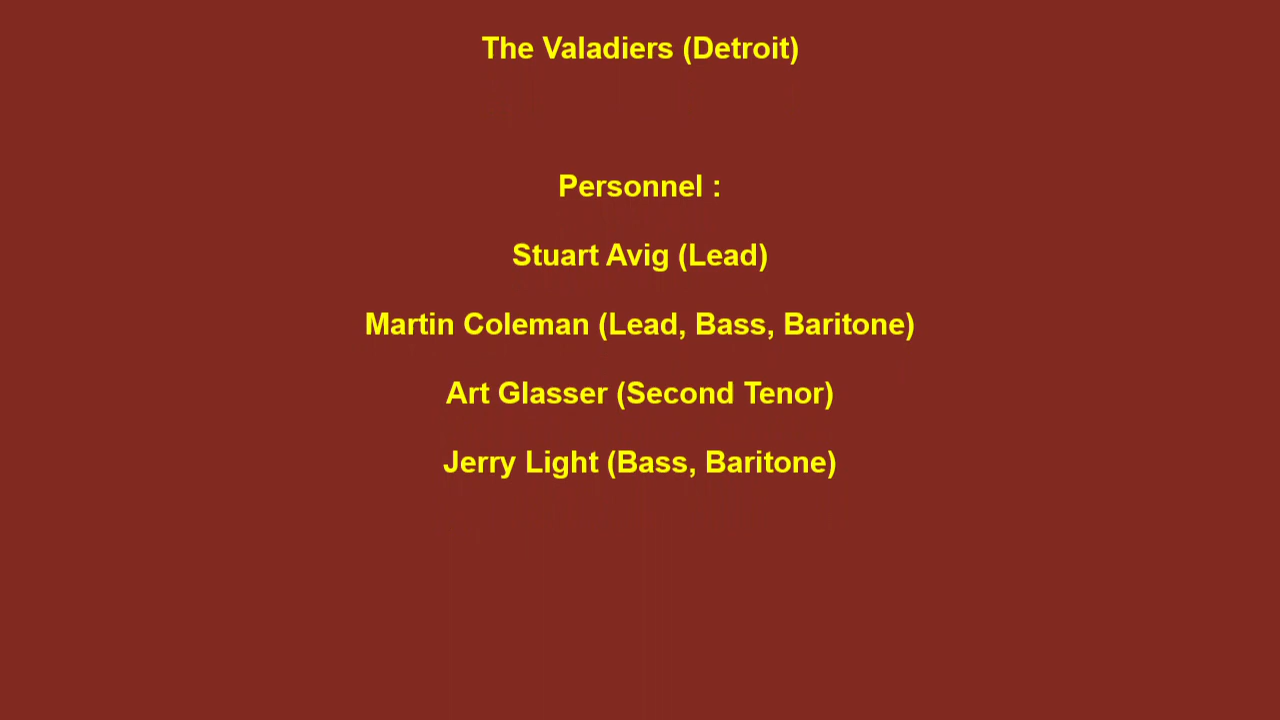 The Valadiers (Detroit)
Personnel :
Stuart Avig (Lead)
Martin Coleman (Lead, Bass, Baritone)
Art Glasser (Second Tenor)
Jerry Light (Bass, Baritone)